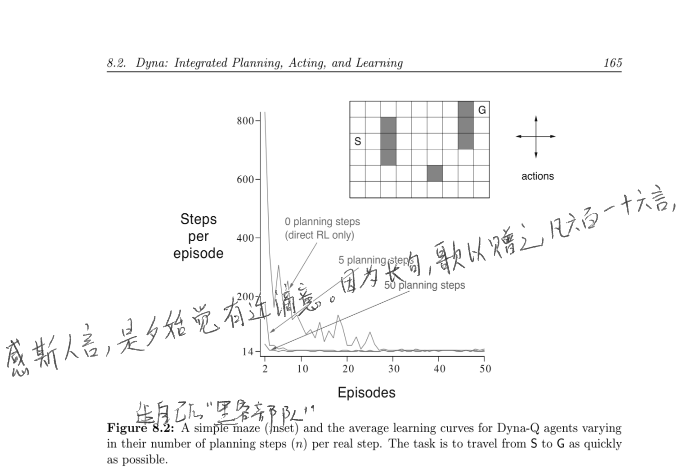 8.2. Dyna: Integrated Planning, Acting, and Learning 165
G
S
actions
800
600
400
200
14
Steps
per
episode
0 planning steps
(direct RL only)
5 planning steps
50 planning steps
感斯人言，是夕始觉有迁谪意。因为长句，歌以赠之，凡六百一十六言，
2 10 20 30 40 50
Episodes
自己"黑客部队"
Figure 8.2: A simple maze (inset) and the average learning curves for Dyna-Q agents varying
in their number of planning steps (n) per real step. The task is to travel from S to G as quickly
as possible.